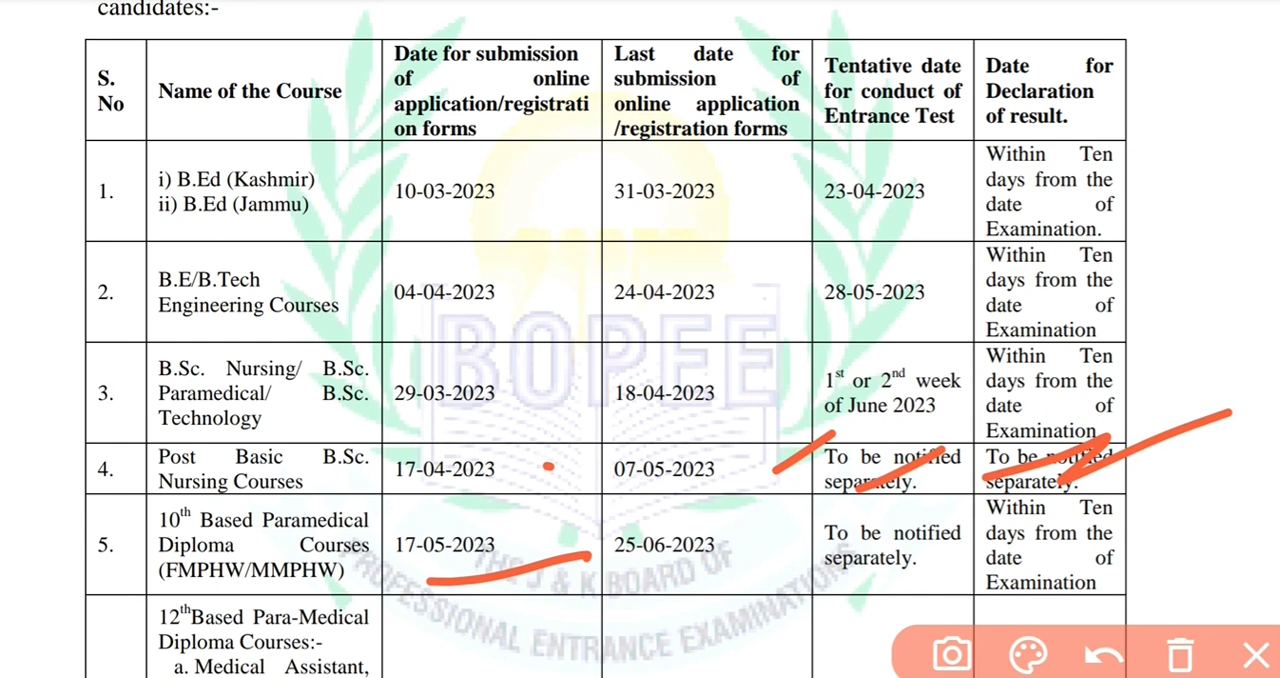 candidates:-
S. No
Name of the Course
Date for submission of online application/registrati on forms
Last date for submission of online application /registration forms
Tentative date for conduct of Entrance Test
Date for Declaration of result.
1.
i) B.Ed (Kashmir)
ii) B.Ed (Jammu)
10-03-2023
31-03-2023
23-04-2023
Within Ten days from the date of Examination.
2.
B.E/B.Tech
Engineering Courses
04-04-2023
24-04-2023
28-05-2023
Within Ten days from the date of Examination
3.
B.Sc. Nursing/ B.Sc.
Paramedical/ B.Sc.
Technology
29-03-2023
18-04-2023
1st or 2nd week of June 2023
Within Ten days from the date of Examination
4.
Post Basic B.Sc.
Nursing Courses
17-04-2023
07-05-2023
To be notified separately.
To be notified separately.
5.
10th Based Paramedical
Diploma Courses
(FMPHW/MMPHW)
17-05-2023
25-06-2023
To be notified separately.
Within Ten days from the date of Examination
12th Based Para-Medical
Diploma Courses:-
a. Medical Assistant,
BOPEE
THE J & K BOARD OF
PROFESSIONAL ENTRANCE EXAMINATIONS